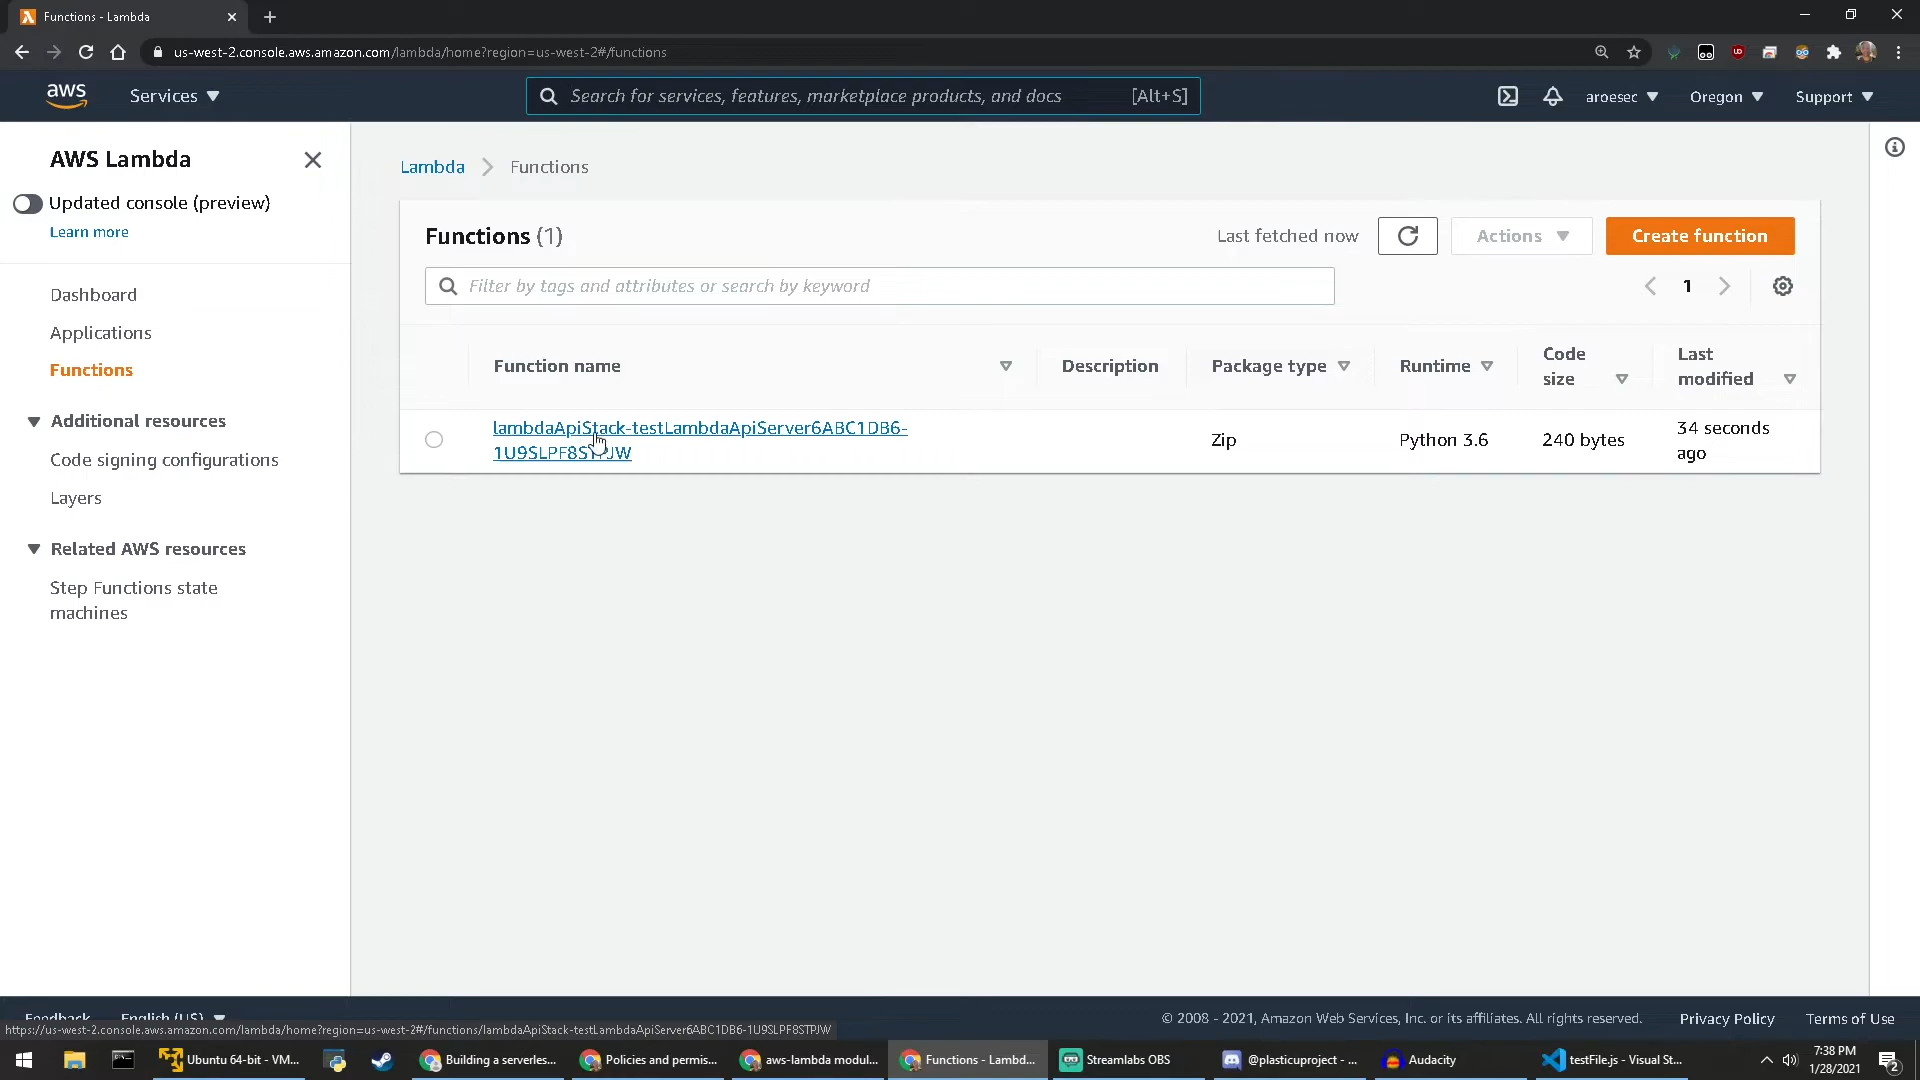 Functions - Lambda
us-west-2.console.aws.amazon.com/lambda/home?region=us-west-2#/functions
aws
Services
Search for services, features, marketplace products, and docs
[Alt+S]
aroesec
Oregon
Support
AWS Lambda
Updated console (preview)
Learn more
Dashboard
Applications
Functions
Additional resources
Code signing configurations
Layers
Related AWS resources
Step Functions state
machines
Lambda
Functions
Functions (1)
Last fetched now
Actions
Create function
Filter by tags and attributes or search by keyword
1
Function name
Description
Package type
Runtime
Code
size
Last
modified
lambdaApiStack-testLambdaApiServer6ABC1DB6-
1U9SLPF8STPJW
Zip
Python 3.6
240 bytes
34 seconds
ago
Feedback
English (US)
https://us-west-2.console.aws.amazon.com/lambda/home?region=us-west-2#/functions/lambdaApiStack-testLambdaApiServer6ABC1DB6-1U9SLPF8STPJW
© 2008 - 2021, Amazon Web Services, Inc. or its affiliates. All rights reserved.
Privacy Policy
Terms of Use
Ubuntu 64-bit - VM...
Building a serverles...
Policies and permis...
aws-lambda modul...
Functions - Lambd...
Streamlabs OBS
@plasticuproject - ...
Audacity
testFile.js - Visual St...
7:38 PM
1/28/2021
2